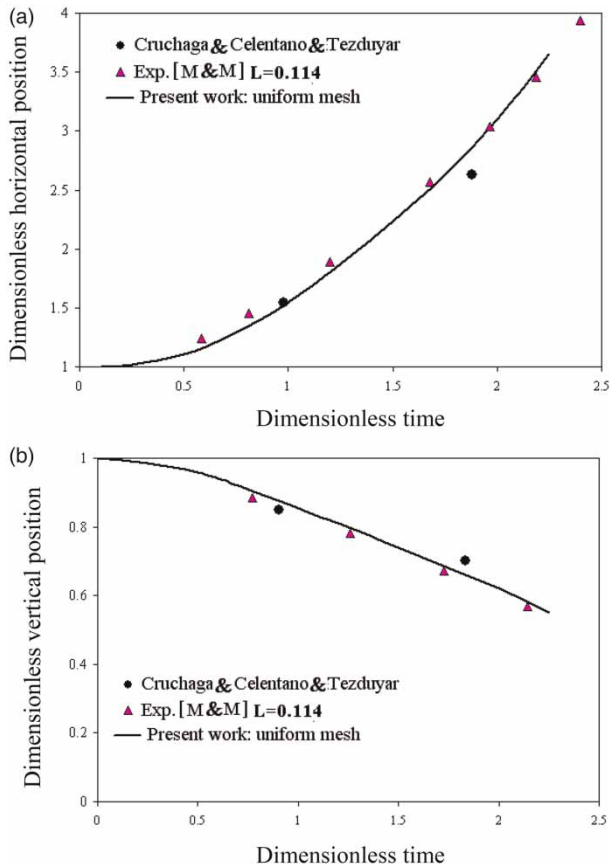 (a)
4
Cruchaga&Celentano&Tezduyar
Exp.[M&M] L=0.114
Present work: uniform mesh
3.5
3
2.5
2
1.5
1
Dimensionless horizontal position
0 0.5 1 1.5 2 2.5
Dimensionless time
(b)
1
0.8
0.6
0.4
0.2
0
Dimensionless vertical position
Cruchaga&Celentano&Tezduyar
Exp.[M&M] L=0.114
Present work: uniform mesh
0 0.5 1 1.5 2 2.5
Dimensionless time